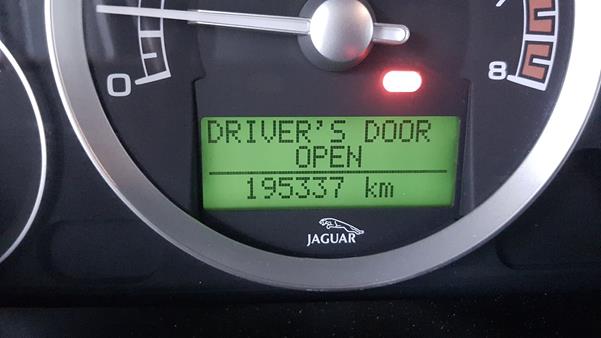 0
8
DRIVER'S DOOR
OPEN
195337 km
JAGUAR